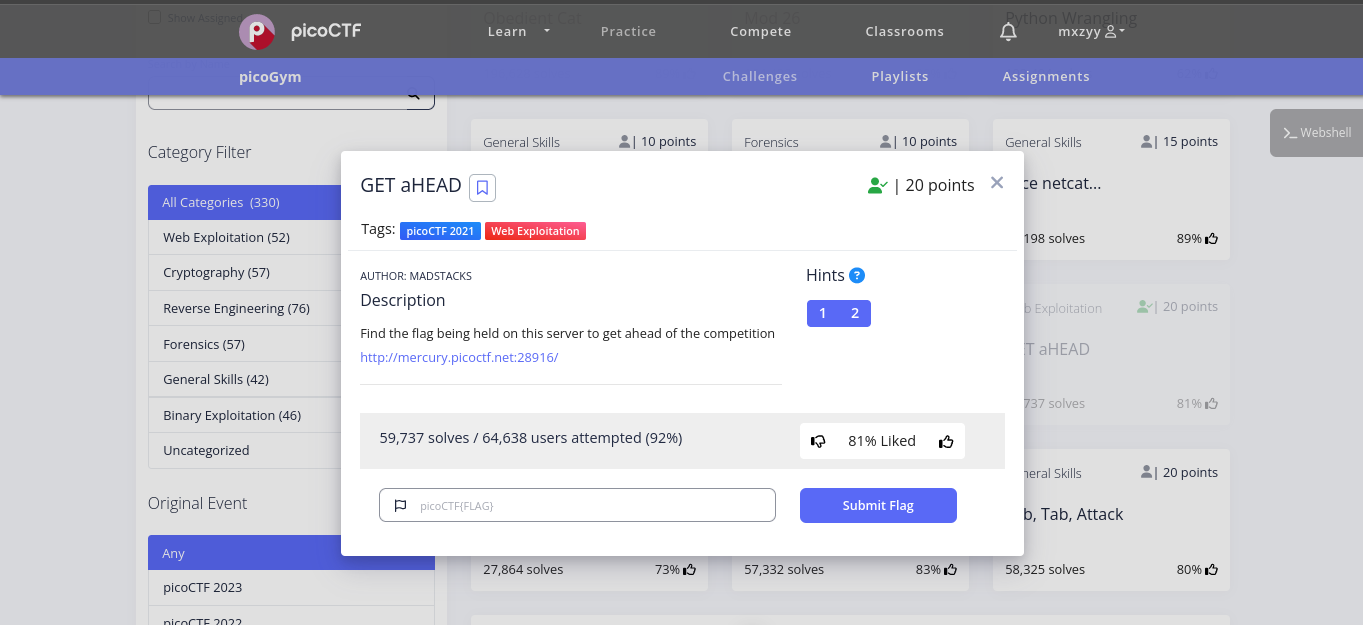 Show Assigned
Obedient Cat
Mod 26
Python Wrangling
picoCTF
Learn
Practice
Compete
Classrooms
mxzyy
picoGym
Challenges
Playlists
Assignments
Webshell
Category Filter
All Categories (330)
Web Exploitation (52)
Cryptography (57)
Reverse Engineering (76)
Forensics (57)
General Skills (42)
Binary Exploitation (46)
Uncategorized
Original Event
Any
picoCTF 2023
picoCTF 2022
General Skills | 10 points
Forensics | 10 points
General Skills | 15 points
ce netcat...
198 solves 89%
b Exploitation | 20 points
T aHEAD
737 solves 81%
neral Skills | 20 points
b, Tab, Attack
27,864 solves 73%
57,332 solves 83%
58,325 solves 80%
GET aHEAD
| 20 points
Tags: picoCTF 2021 Web Exploitation
AUTHOR: MADSTACKS
Description
Find the flag being held on this server to get ahead of the competition
http://mercury.picoctf.net:28916/
Hints ?
1 2
59,737 solves / 64,638 users attempted (92%)
81% Liked
picoCTF{FLAG}
Submit Flag